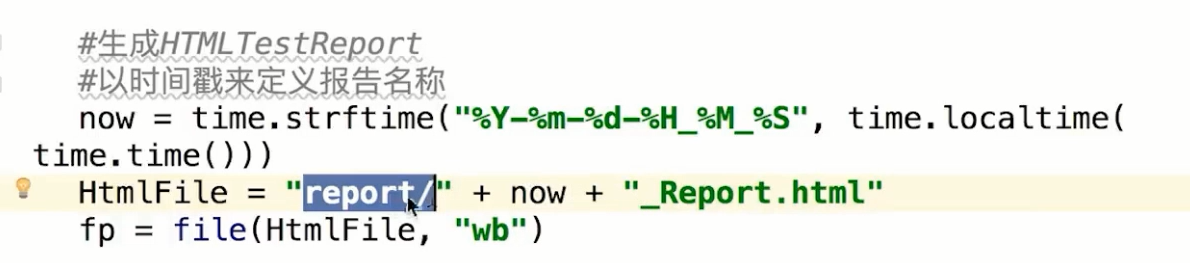 #生成HTMLTestReport
#以时间戳来定义报告名称
now = time.strftime("%Y-%m-%d-%H_%M_%S", time.localtime(
time.time()))
HtmlFile = "report/" + now + "_Report.html"
fp = file(HtmlFile, "wb")